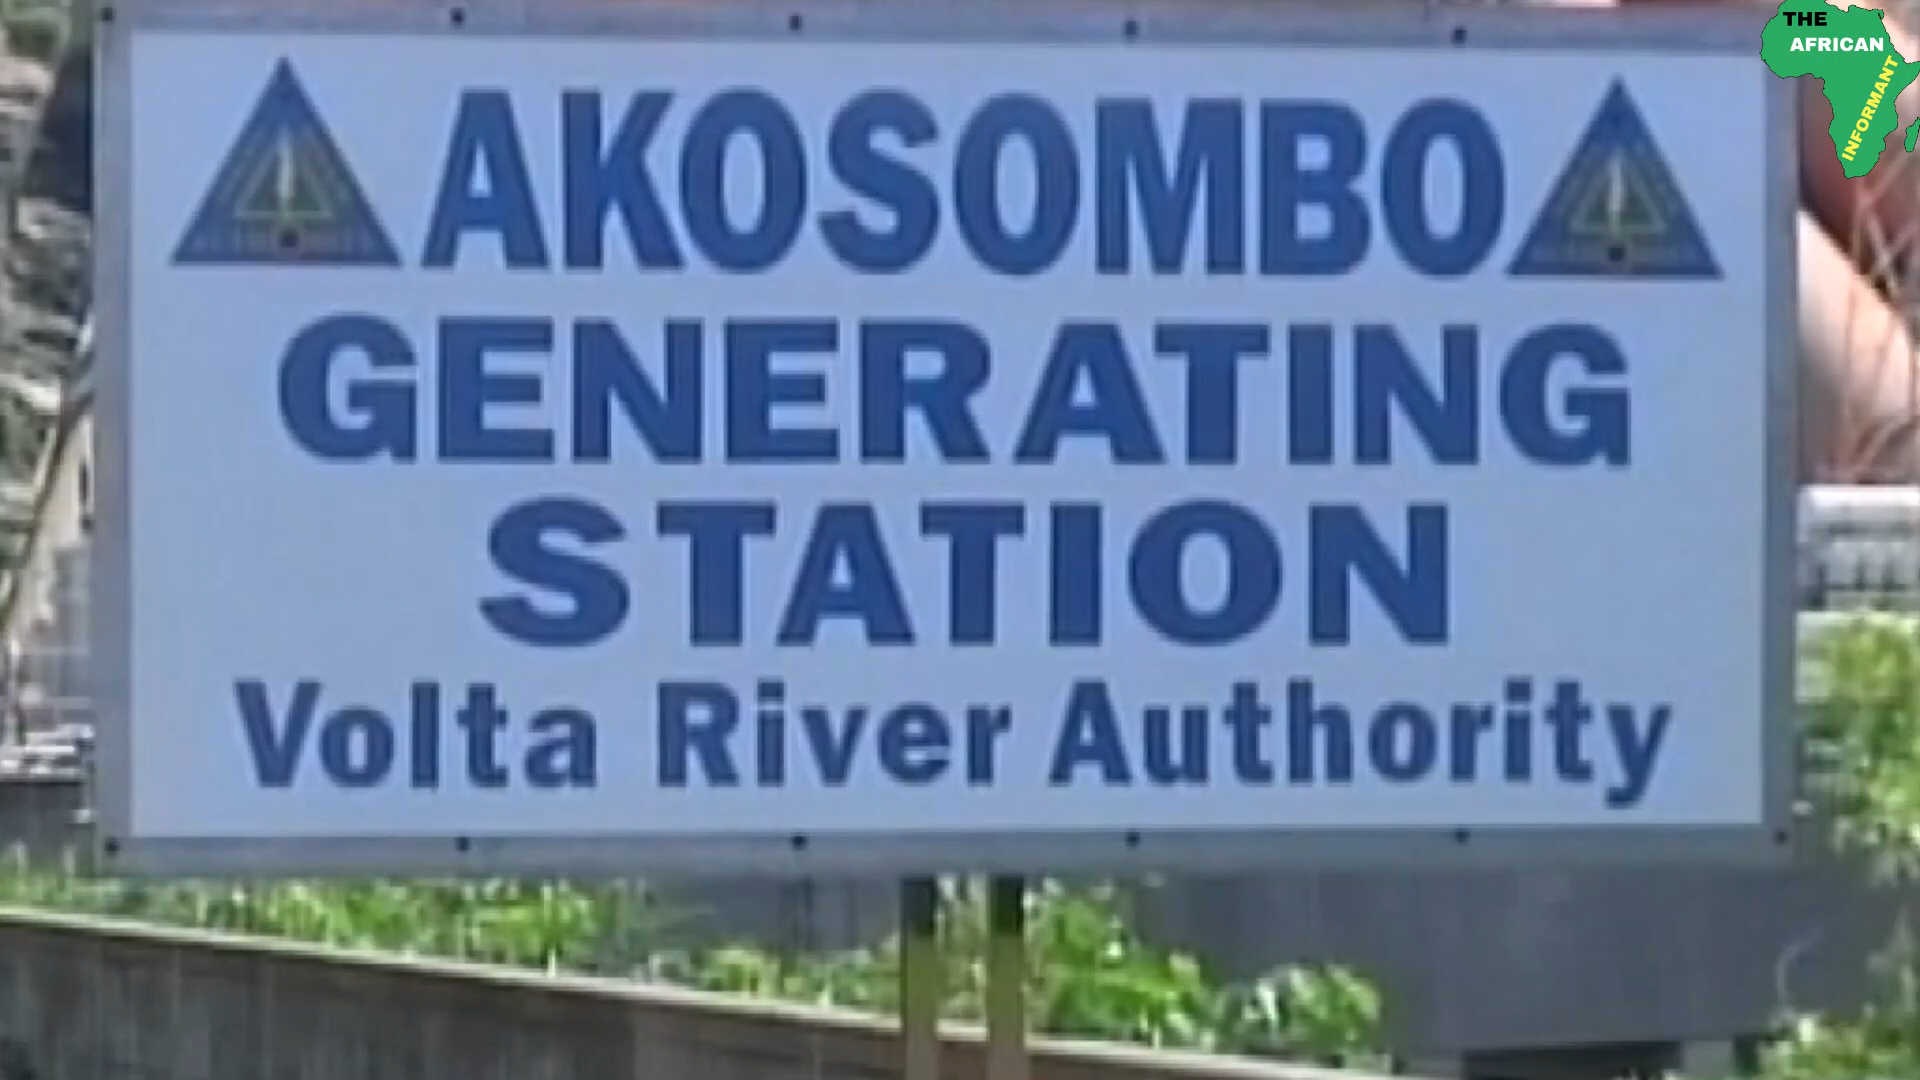 AKOSOMBO
GENERATING
STATION
Volta River Authority
THE
AFRICAN
INFORMANT